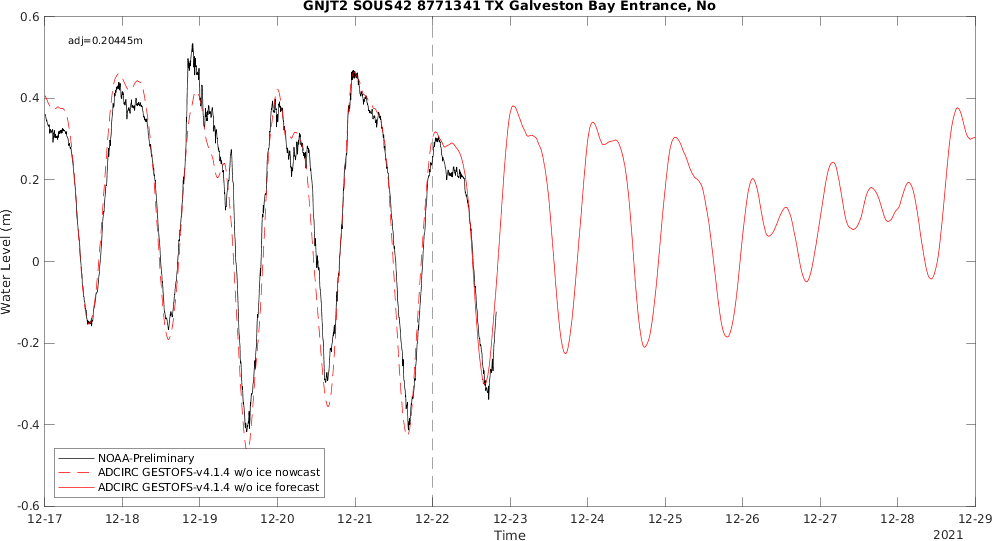 GNJT2 SOUS42 8771341 TX Galveston Bay Entrance, No
adj=0.20445m
0.6
0.4
0.2
0
-0.2
-0.4
-0.6
Water Level (m)
NOAA-Preliminary
ADCIRC GESTOFS-v4.1.4 w/o ice nowcast
ADCIRC GESTOFS-v4.1.4 w/o ice forecast
12-17 12-18 12-19 12-20 12-21 12-22 12-23 12-24 12-25 12-26 12-27 12-28 12-29
Time
2021